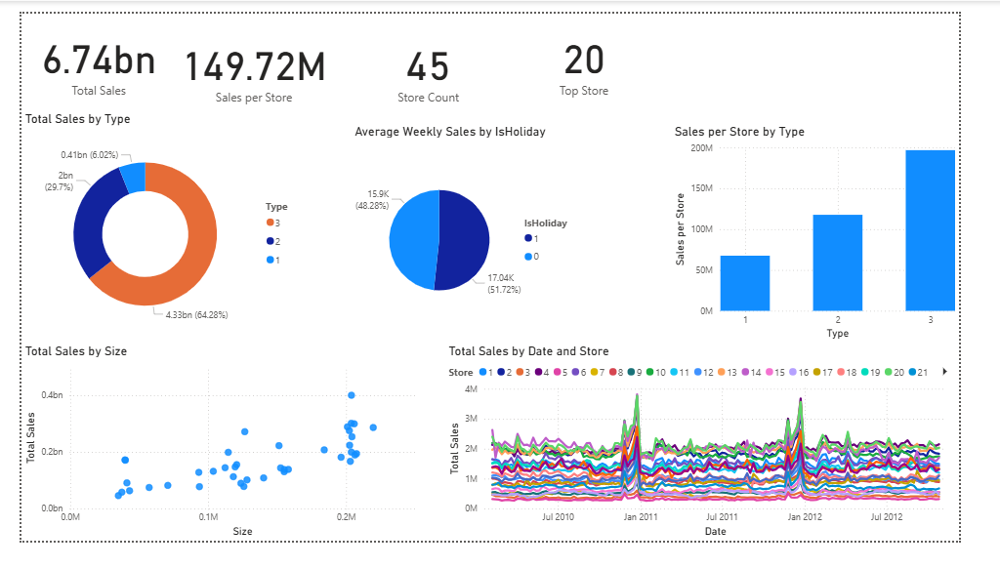 6.74bn
Total Sales
149.72M
Sales per Store
45
Store Count
20
Top Store
Total Sales by Type
0.41bn (6.02%)
2bn
(29.7%)
4.33bn (64.28%)
Type
3
2
1
Average Weekly Sales by IsHoliday
15.9K
(48.28%)
17.04K
(51.72%)
IsHoliday
1
0
Sales per Store by Type
Sales per Store
200M
150M
100M
50M
0M
1 2 3
Type
Total Sales by Size
Total Sales
0.4bn
0.2bn
0.0bn
0.0M 0.1M 0.2M
Size
Total Sales by Date and Store
Store 1 2 3 4 5 6 7 8 9 10 11 12 13 14 15 16 17 18 19 20 21
Total Sales
4M
3M
2M
1M
0M
Jul 2010 Jan 2011 Jul 2011 Jan 2012 Jul 2012
Date